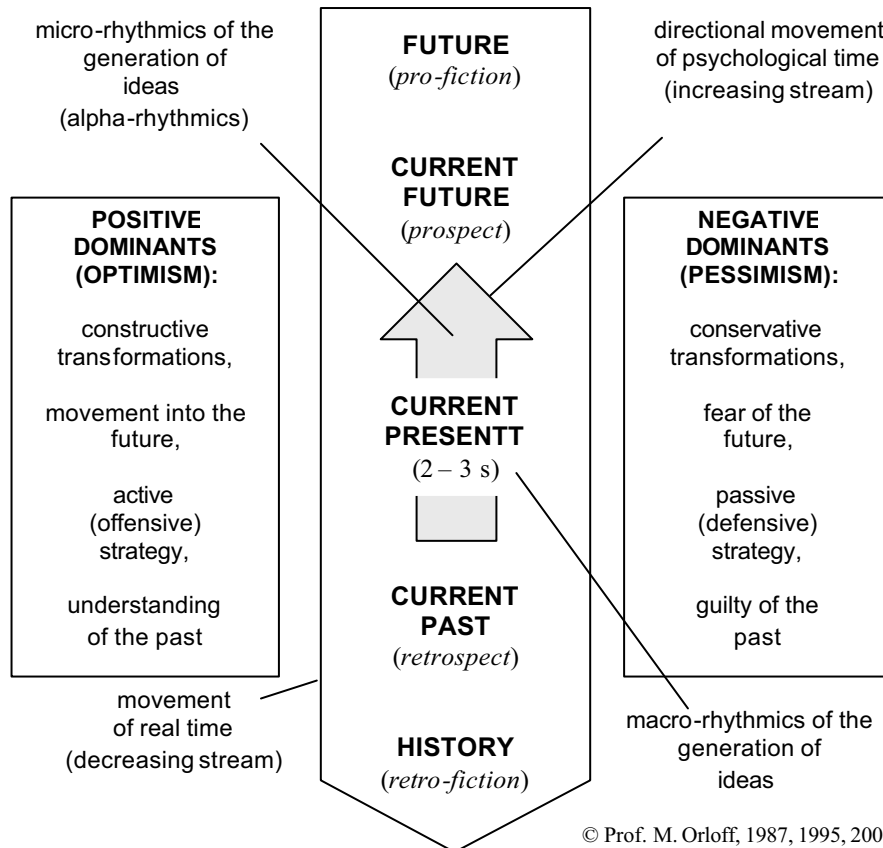 micro-rhythmics of the
generation of
ideas
(alpha-rhythmics)
FUTURE
(pro-fiction)
directional movement
of psychological time
(increasing stream)
CURRENT
FUTURE
(prospect)
POSITIVE
DOMINANTS
(OPTIMISM):
constructive
transformations,
movement into the
future,
active
(offensive)
strategy,
understanding
of the past
CURRENT
PRESENTT
(2 – 3 s)
NEGATIVE
DOMINANTS
(PESSIMISM):
conservative
transformations,
fear of the
future,
passive
(defensive)
strategy,
guilty of the
past
CURRENT
PAST
(retrospect)
movement
of real time
(decreasing stream)
HISTORY
(retro-fiction)
macro-rhythmics of the
generation of
ideas
© Prof. M. Orloff, 1987, 1995, 200